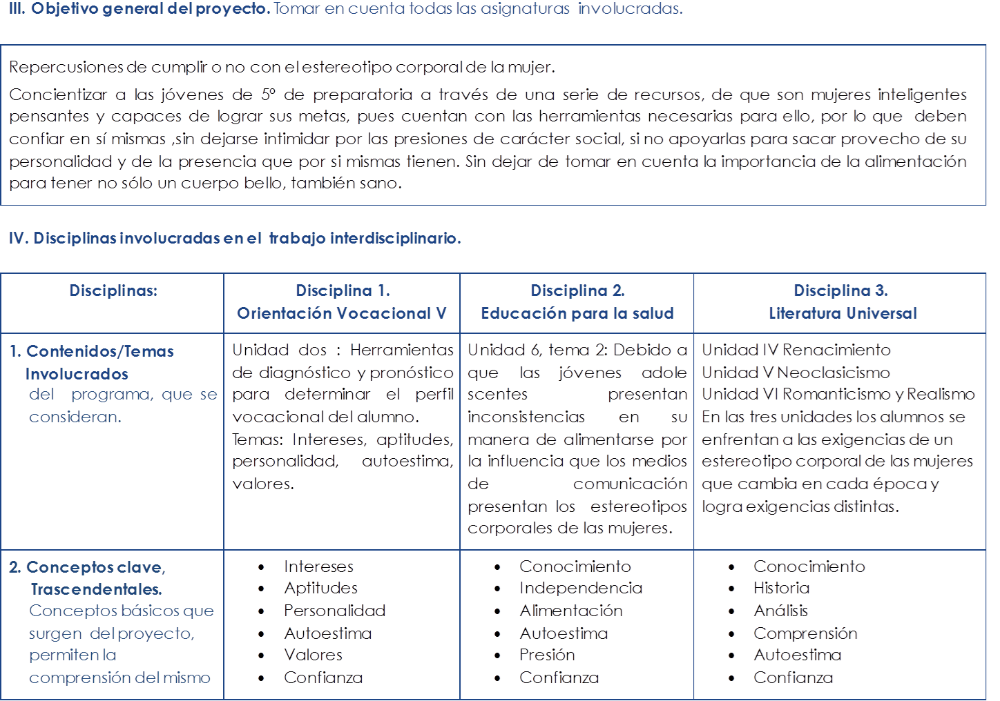 III. Objetivo general del proyecto. Tomar en cuenta todas las asignaturas involucradas.
Repercusiones de cumplir o no con el estereotipo corporal de la mujer.
Concientizar a las jóvenes de 5º de preparatoria a través de una serie de recursos, de que son mujeres inteligentes
pensantes y capaces de lograr sus metas, pues cuentan con las herramientas necesarias para ello, por lo que deben
confiar en sí mismas ,sin dejarse intimidar por las presiones de carácter social, si no apoyarlas para sacar provecho de su
personalidad y de la presencia que por si mismas tienen. Sin dejar de tomar en cuenta la importancia de la alimentación
para tener no sólo un cuerpo bello, también sano.
IV. Disciplinas involucradas en el trabajo interdisciplinario.
Disciplinas:
Disciplina 1.
Orientación Vocacional V
Disciplina 2.
Educación para la salud
Disciplina 3.
Literatura Universal
1. Contenidos/Temas
Involucrados
del programa, que se
consideran.
Unidad dos : Herramientas
de diagnóstico y pronóstico
para determinar el perfil
vocacional del alumno.
Temas: Intereses, aptitudes,
personalidad, autoestima,
valores.
Unidad 6, tema 2: Debido a
que las jóvenes adole
scentes presentan
inconsistencias en su
manera de alimentarse por
la influencia que los medios
de comunicación
presentan los estereotipos
corporales de las mujeres.
Unidad IV Renacimiento
Unidad V Neoclasicismo
Unidad VI Romanticismo y Realismo
En las tres unidades los alumnos se
enfrentan a las exigencias de un
estereotipo corporal de las mujeres
que cambia en cada época y
logra exigencias distintas.
2. Conceptos clave,
Trascendentales.
Conceptos básicos que
surgen del proyecto,
permiten la
comprensión del mismo
• Intereses
• Aptitudes
• Personalidad
• Autoestima
• Valores
• Confianza
• Conocimiento
• Independencia
• Alimentación
• Autoestima
• Presión
• Confianza
• Conocimiento
• Historia
• Análisis
• Comprensión
• Autoestima
• Confianza